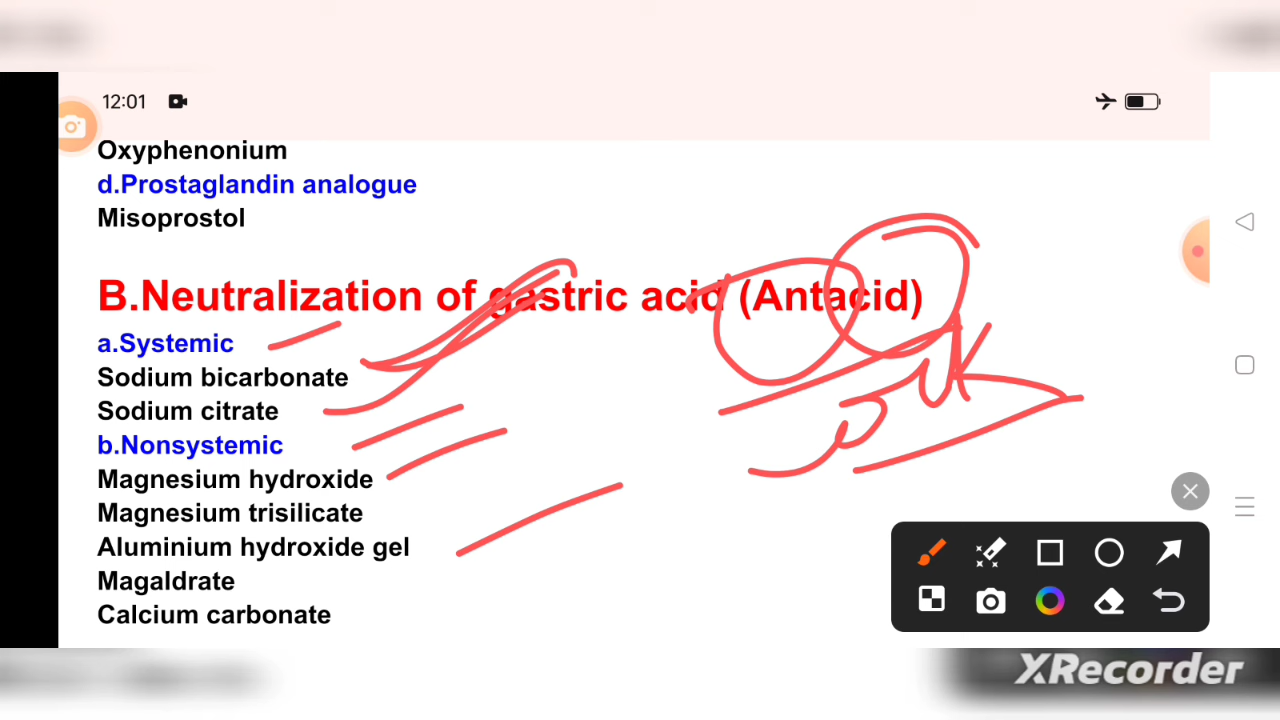 12:01
Oxyphenonium
d.Prostaglandin analogue
Misoprostol
B.Neutralization of gastric acid (Antacid)
a.Systemic
Sodium bicarbonate
Sodium citrate
b.Nonsystemic
Magnesium hydroxide
Magnesium trisilicate
Aluminium hydroxide gel
Magaldrate
Calcium carbonate
XRecorder